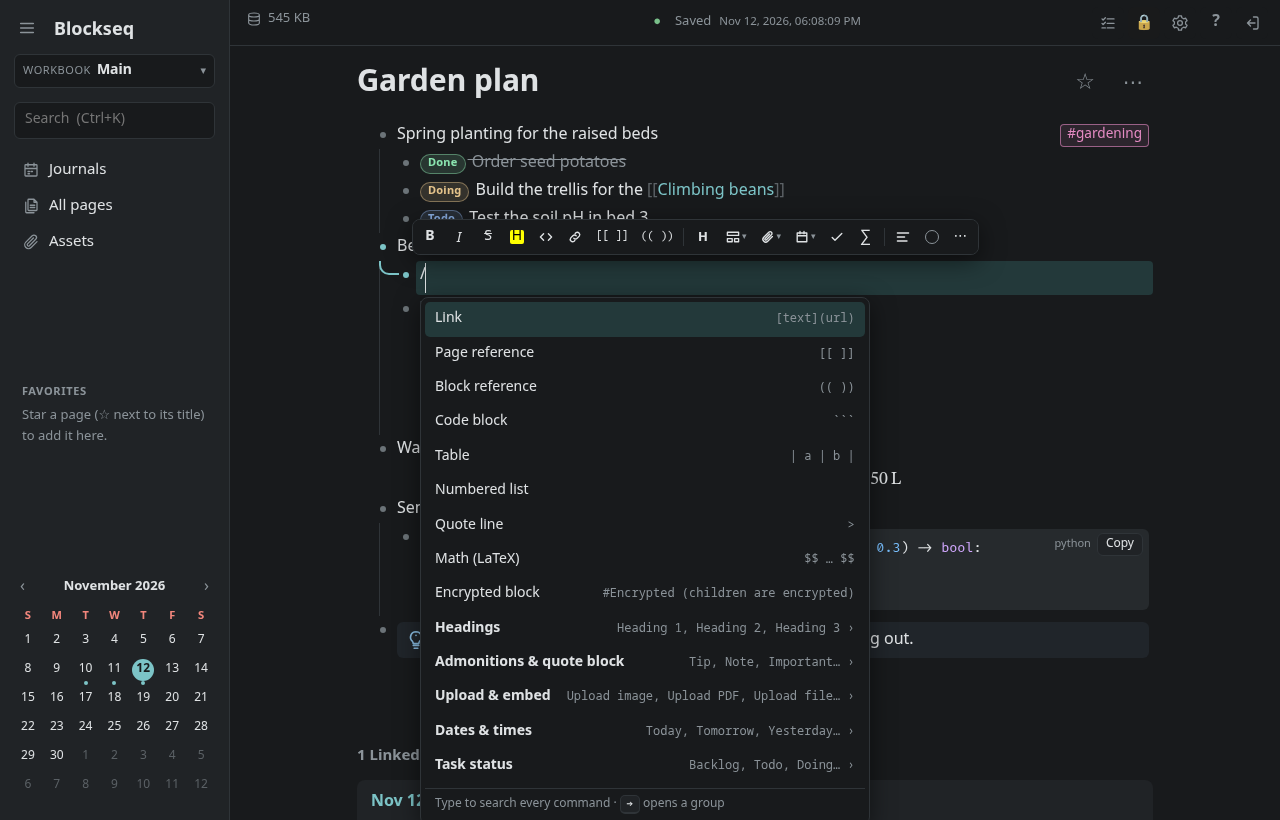 Blockseq
WORKBOOK Main ▾
Search (Ctrl+K)
Journals
All pages
Assets
FAVORITES
Star a page (☆ next to its title)
to add it here.
‹ November 2026 ›
S M T W T F S
1 2 3 4 5 6 7
8 9 10 11 12 13 14
15 16 17 18 19 20 21
22 23 24 25 26 27 28
29 30 1 2 3 4 5
6 7 8 9 10 11 12
545 KB
Saved Nov 12, 2026, 06:08:09 PM
?
Garden plan
Spring planting for the raised beds #gardening
Done Order seed potatoes
Doing Build the trellis for the [[Climbing beans]]
Todo Test the soil pH in bed 3
B I S H <> [[ ]] (( )) H ∑ ···
/
Link [text](url)
Page reference [[ ]]
Block reference (( ))
Code block ```
Table | a | b |
Numbered list
Quote line >
Math (LaTeX) $$ … $$
Encrypted block #Encrypted (children are encrypted)
Headings Heading 1, Heading 2, Heading 3 ›
Admonitions & quote block Tip, Note, Important… ›
Upload & embed Upload image, Upload PDF, Upload file… ›
Dates & times Today, Tomorrow, Yesterday… ›
Task status Backlog, Todo, Doing… ›
Type to search every command · → opens a group
50 L
0.3) → bool:
python Copy
g out.
1 Linked
Nov 12